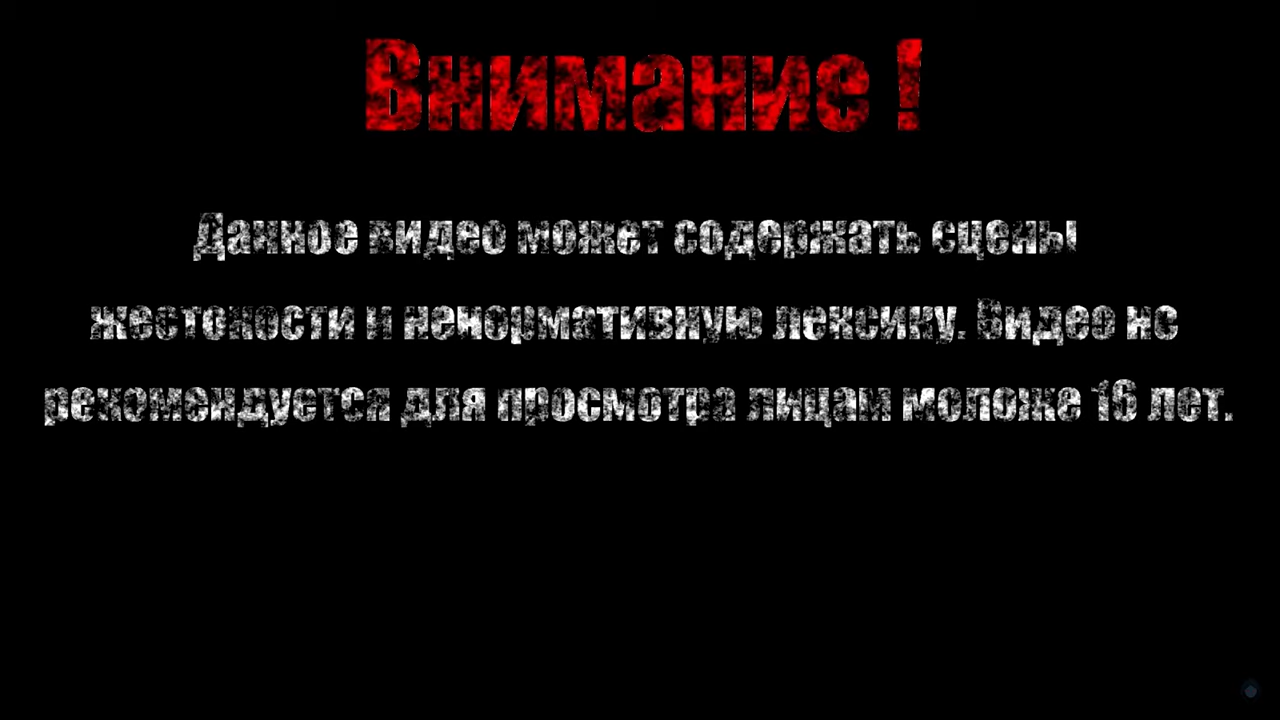 Внимание !
Данное видео может содержать сцены
жестокости и ненормативную лексику. Видео не
рекомендуется для просмотра лицам моложе 16 лет.